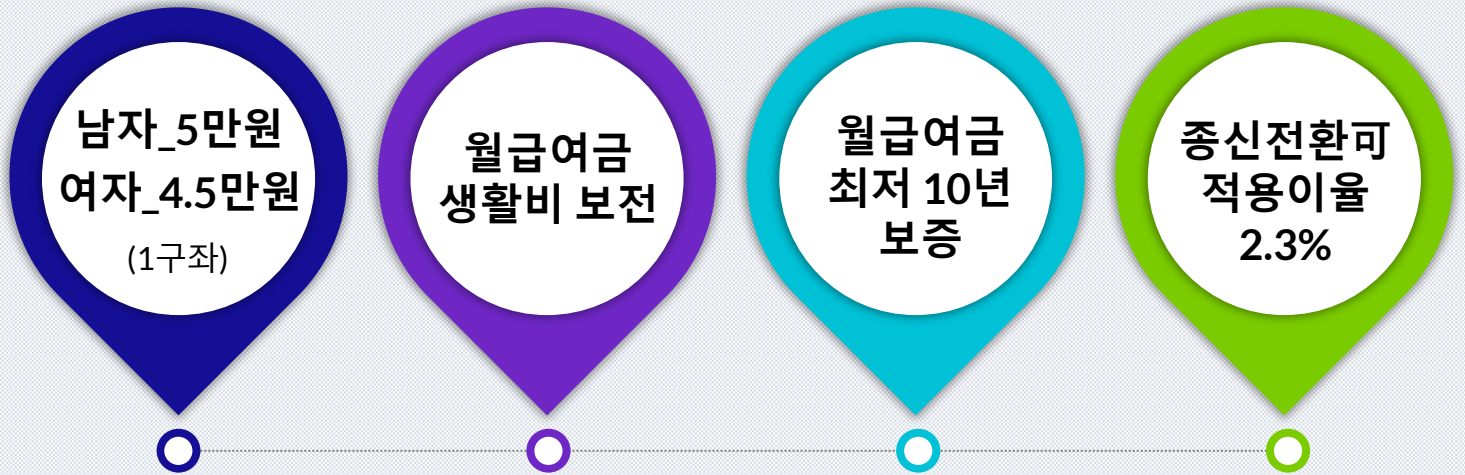 남자_5만원
여자_4.5만원
(1구좌)
월급여금
생활비 보전
월급여금
최저 10년
보증
종신전환可
적용이율
2.3%